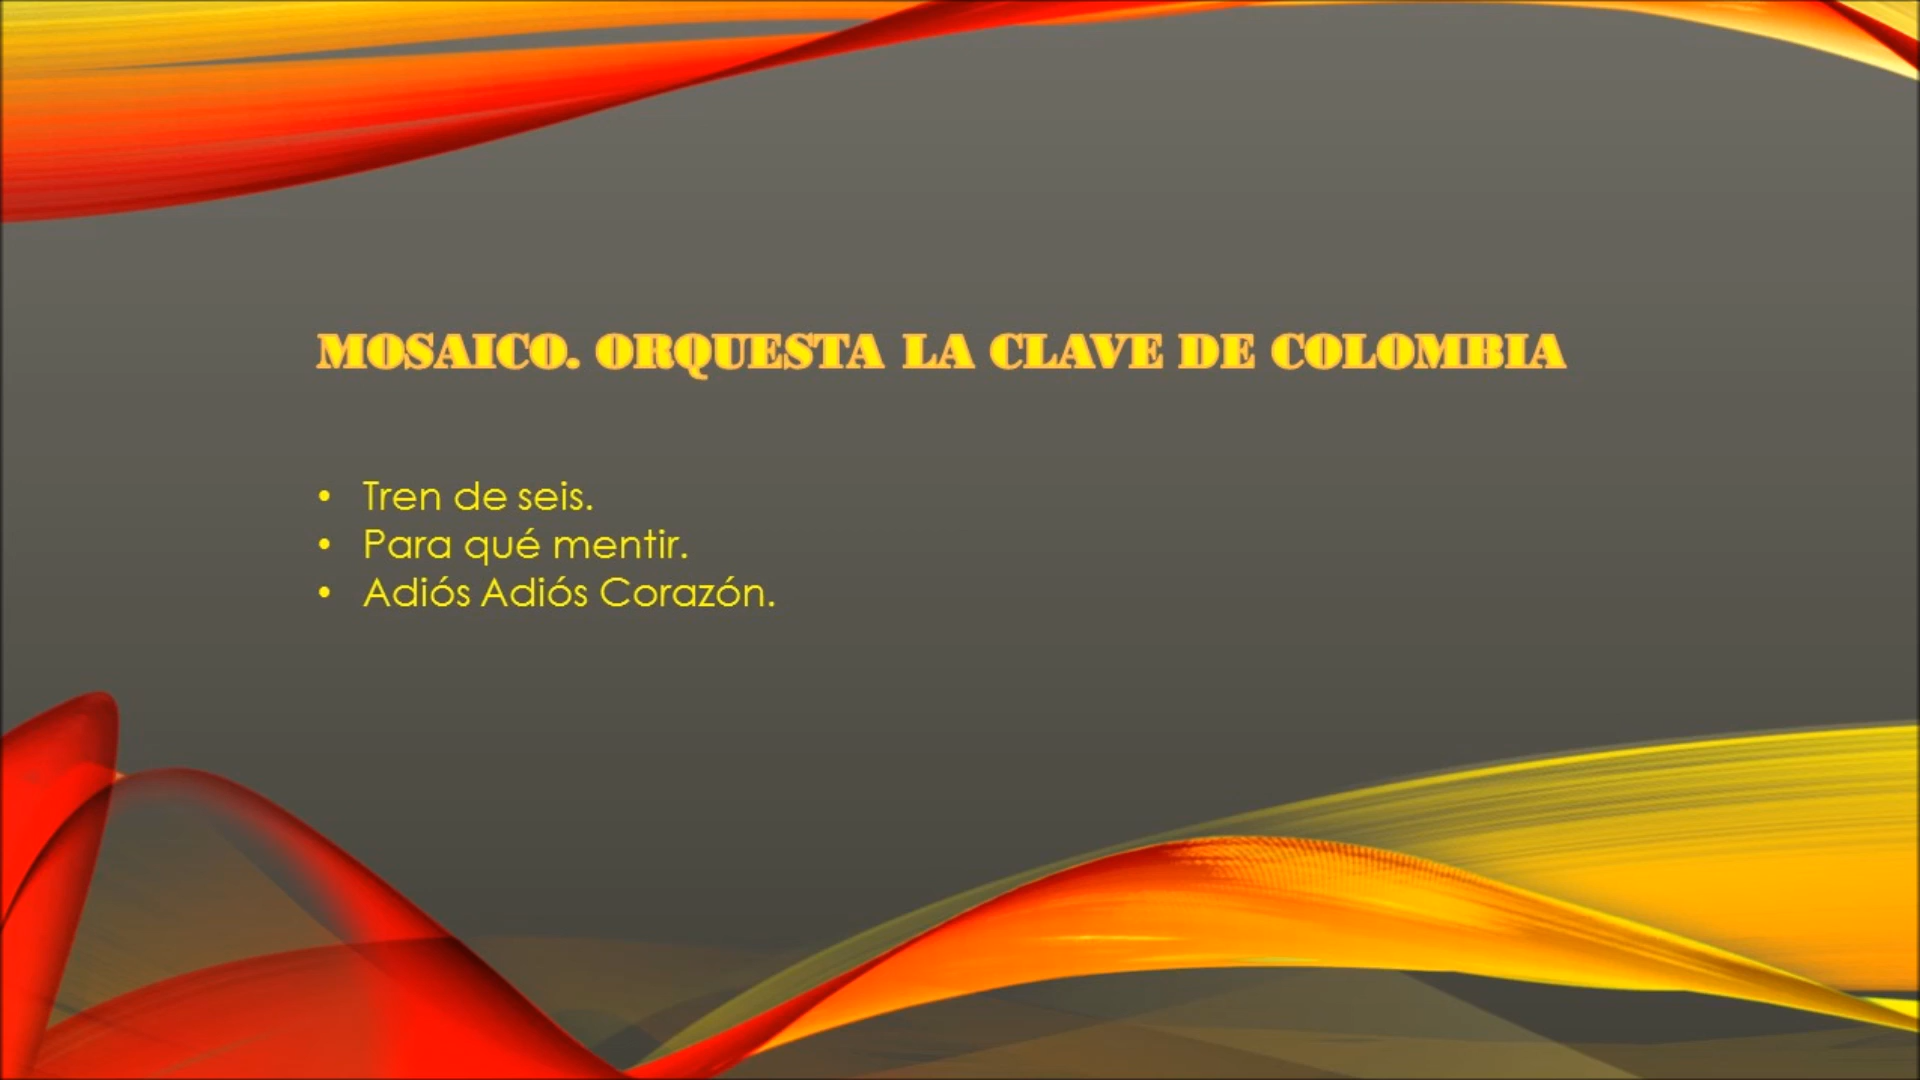 MOSAICO. ORQUESTA LA CLAVE DE COLOMBIA
• Tren de seis.
• Para qué mentir.
• Adiós Adiós Corazón.